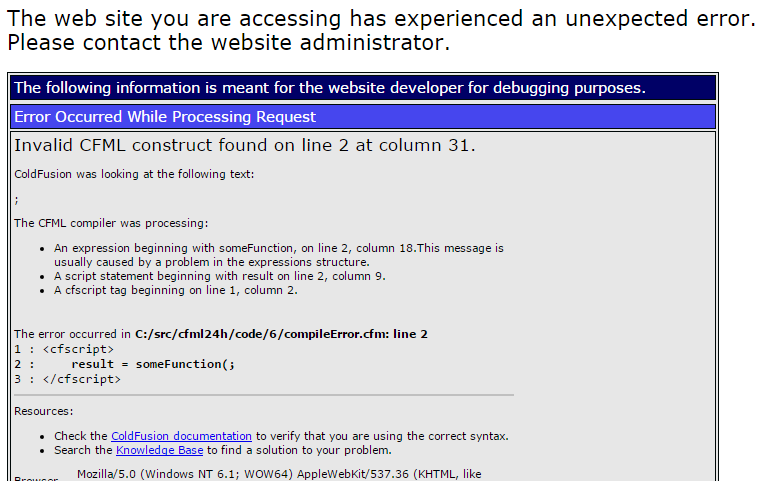 The web site you are accessing has experienced an unexpected error.
Please contact the website administrator.
The following information is meant for the website developer for debugging purposes.
Error Occurred While Processing Request
Invalid CFML construct found on line 2 at column 31.
ColdFusion was looking at the following text:
;
The CFML compiler was processing:
• An expression beginning with someFunction, on line 2, column 18.This message is
usually caused by a problem in the expressions structure.
• A script statement beginning with result on line 2, column 9.
• A cfscript tag beginning on line 1, column 2.
The error occurred in C:/src/cfml24h/code/6/compileError.cfm: line 2
1 : <cfscript>
2 :     result = someFunction(;
3 : </cfscript>
Resources:
• Check the ColdFusion documentation to verify that you are using the correct syntax.
• Search the Knowledge Base to find a solution to your problem.
Browser Mozilla/5.0 (Windows NT 6.1; WOW64) AppleWebKit/537.36 (KHTML, like